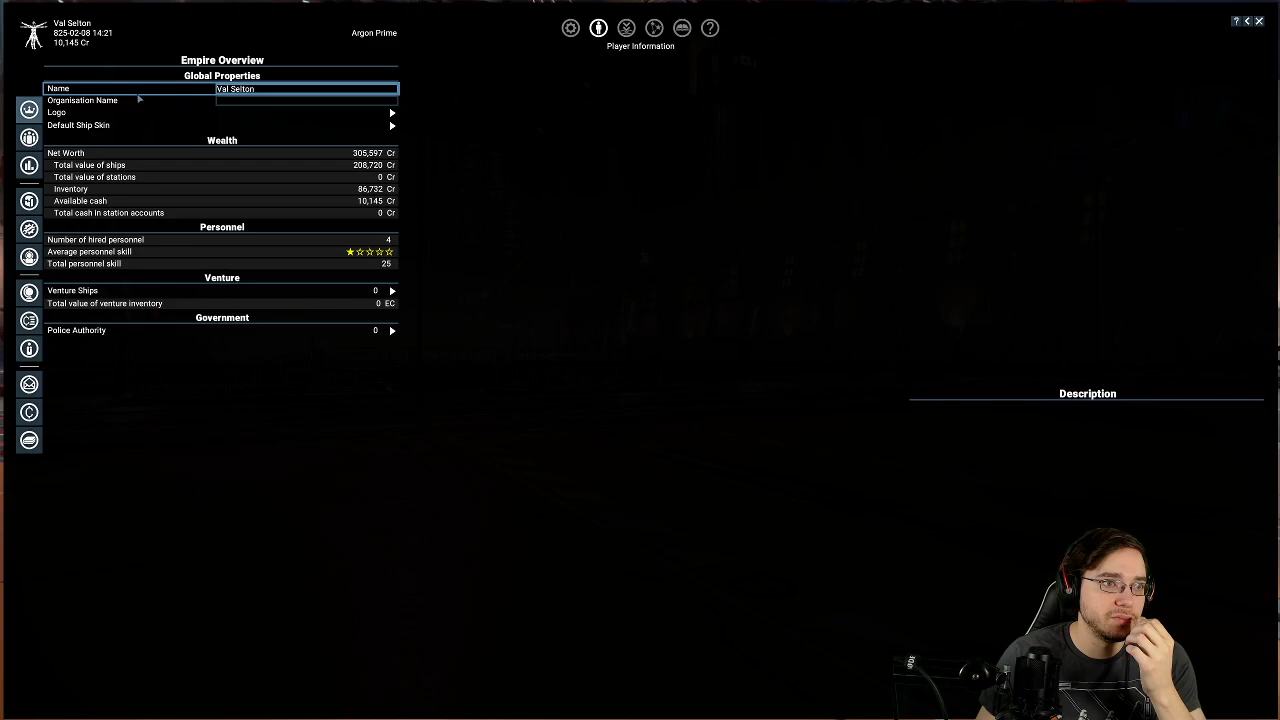 Val Selton
825-02-08 14:21
10,145 Cr
Argon Prime
?
Player Information
?
Empire Overview
Global Properties
Name Val Selton
Organisation Name
Logo
Default Ship Skin
Wealth
Net Worth 305,597 Cr
Total value of ships 208,720 Cr
Total value of stations 0 Cr
Inventory 86,732 Cr
Available cash 10,145 Cr
Total cash in station accounts 0 Cr
Personnel
Number of hired personnel 4
Average personnel skill ★☆☆☆☆
Total personnel skill 25
Venture
Venture Ships 0
Total value of venture inventory 0 EC
Government
Police Authority 0
Description